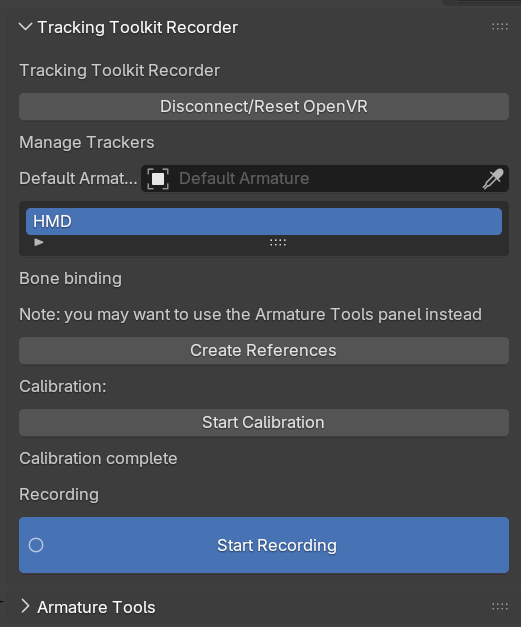 Tracking Toolkit Recorder
Tracking Toolkit Recorder
Disconnect/Reset OpenVR
Manage Trackers
Default Armat... Default Armature
HMD
Bone binding
Note: you may want to use the Armature Tools panel instead
Create References
Calibration:
Start Calibration
Calibration complete
Recording
Start Recording
Armature Tools